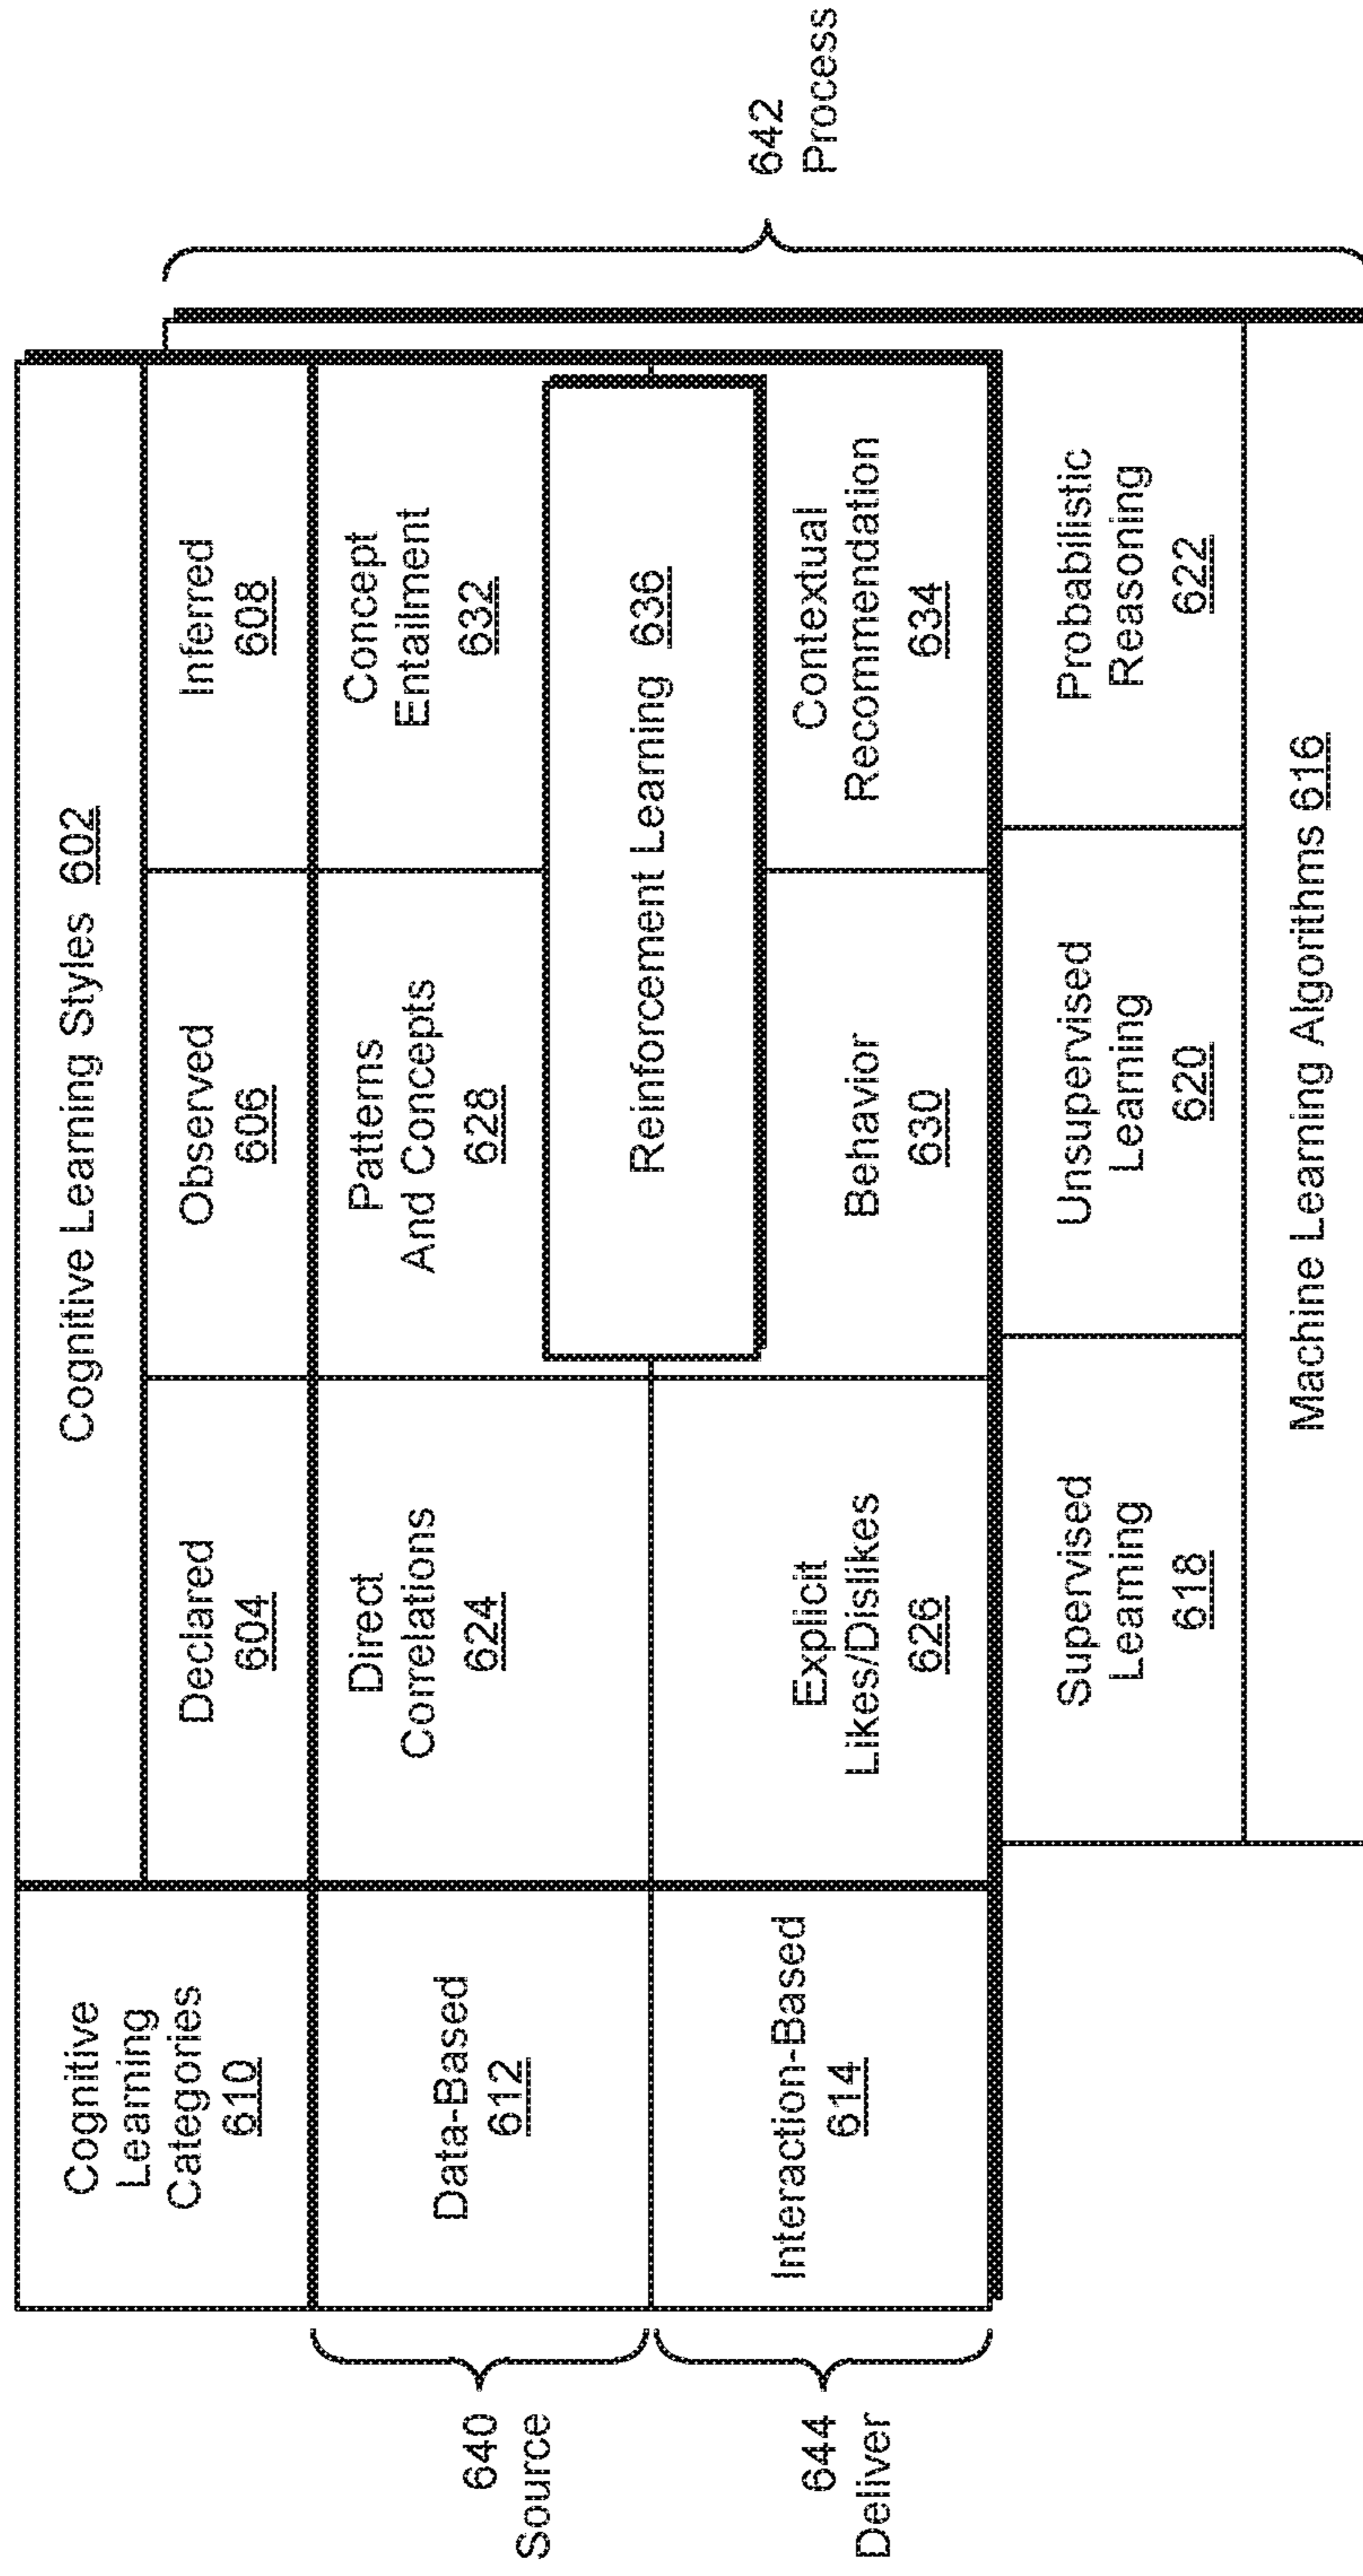 Cognitive
Learning
Categories
610
Cognitive Learning Styles 602
Declared
604
Observed
606
Inferred
608
640
Source
Data-Based
612
Direct
Correlations
624
Patterns
And Concepts
628
Concept
Entailment
632
Reinforcement Learning 636
644
Deliver
Interaction-Based
614
Explicit
Likes/Dislikes
626
Behavior
630
Contextual
Recommendation
634
642
Process
Supervised
Learning
618
Unsupervised
Learning
620
Probabilistic
Reasoning
622
Machine Learning Algorithms 616